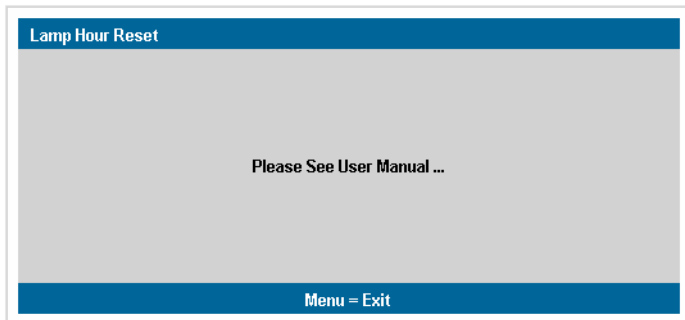 Lamp Hour Reset
Please See User Manual ...
Menu = Exit